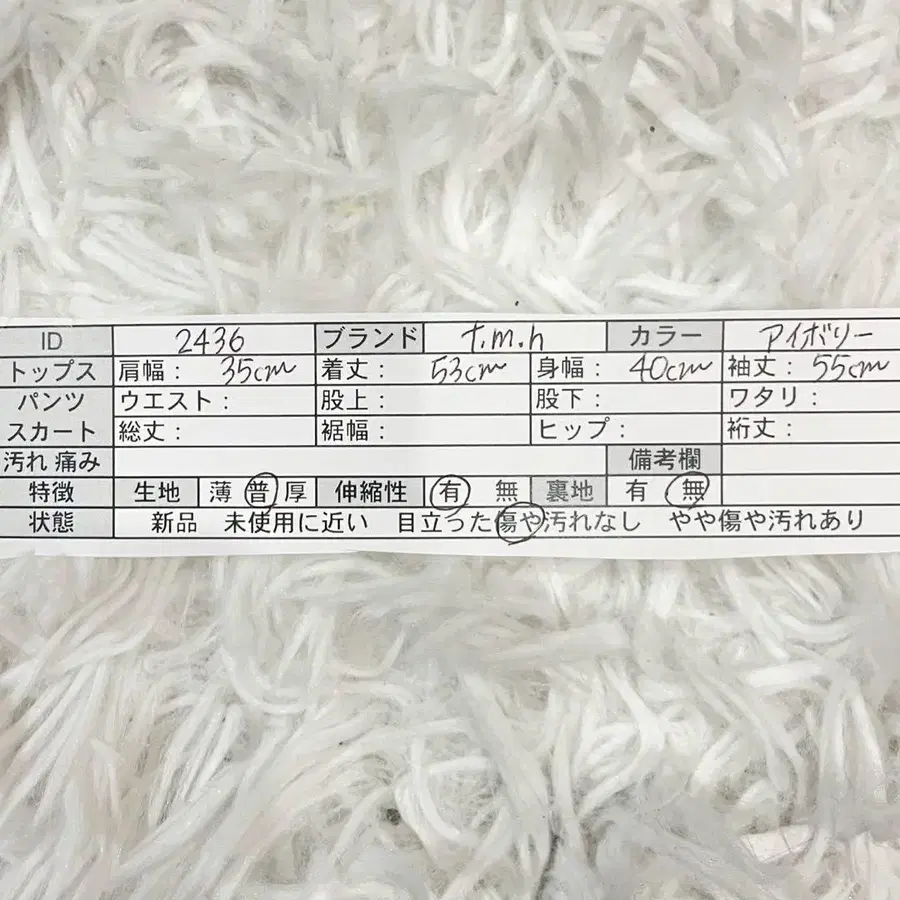 ID 2436 ブランド t.m.h カラー アイボリー
トップス 肩幅： 35cm 着丈： 53cm 身幅： 40cm 袖丈： 55cm
パンツ ウエスト： 股上： 股下： ワタリ：
スカート 総丈： 裾幅： ヒップ： 裄丈：
汚れ 痛み 備考欄
特徴 生地 薄 普 厚 伸縮性 有 無 裏地 有 無
状態 新品 未使用に近い 目立った傷や汚れなし やや傷や汚れあり